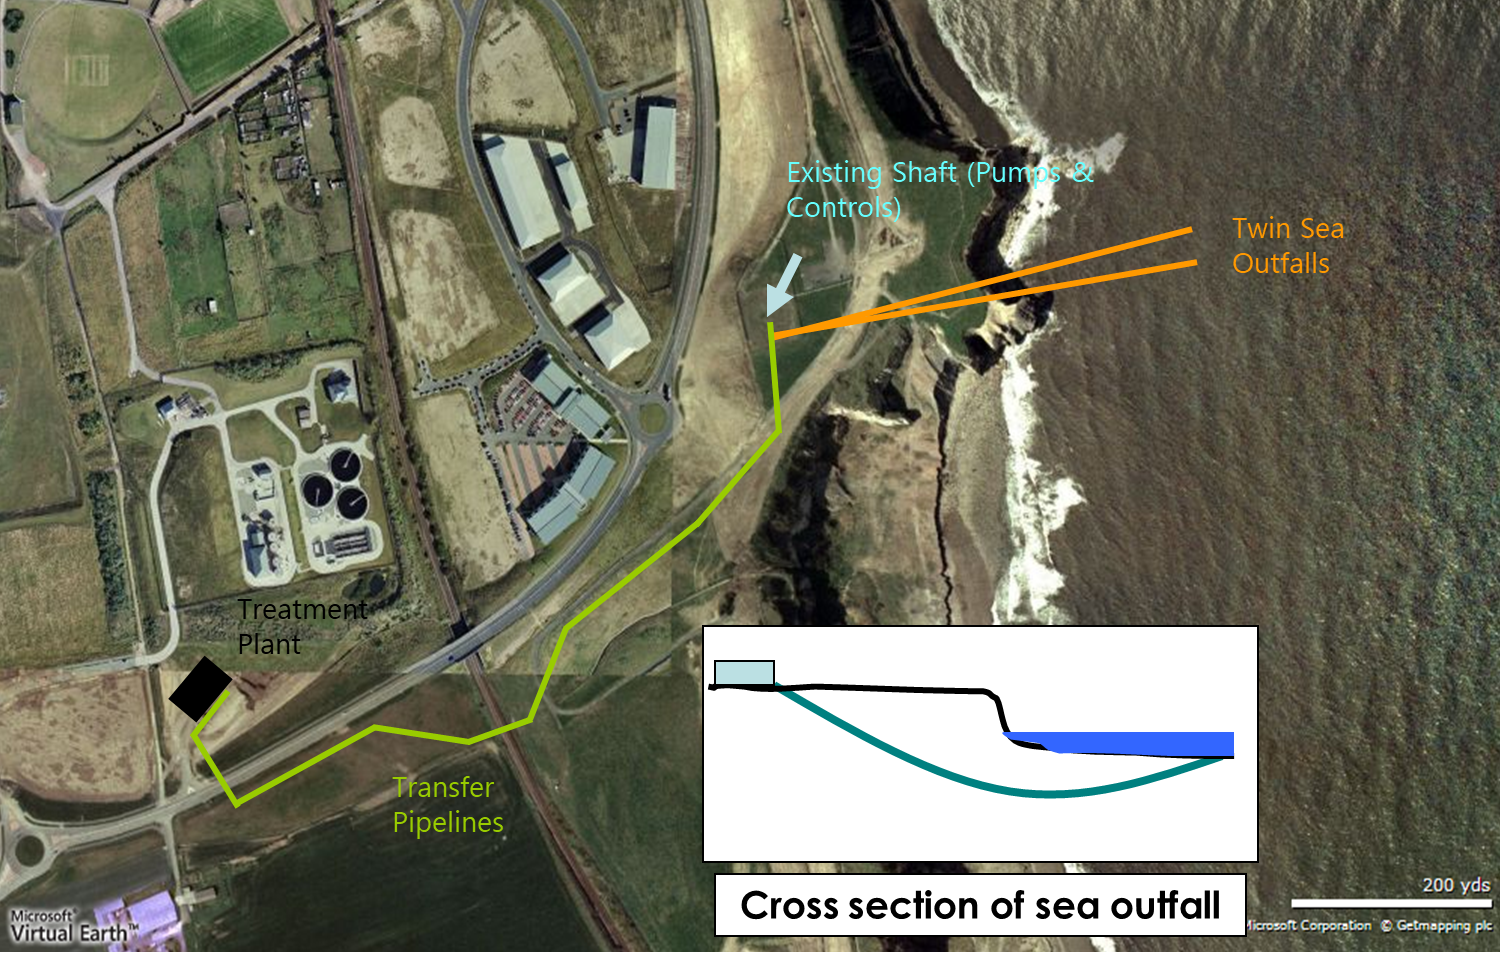 Existing Shaft (Pumps &
Controls)
Twin Sea
Outfalls
Treatment
Plant
Transfer
Pipelines
Cross section of sea outfall
200 yds
Microsoft®
Virtual Earth™
Microsoft Corporation © Getmapping plc